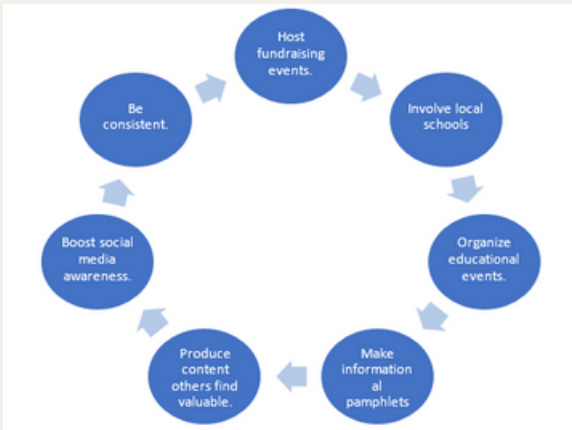 Host
fundraising
events.
Involve local
schools
Organize
educational
events.
Make
information
al
pamphlets
Produce
content
others find
valuable.
Boost social
media
awareness.
Be
consistent.